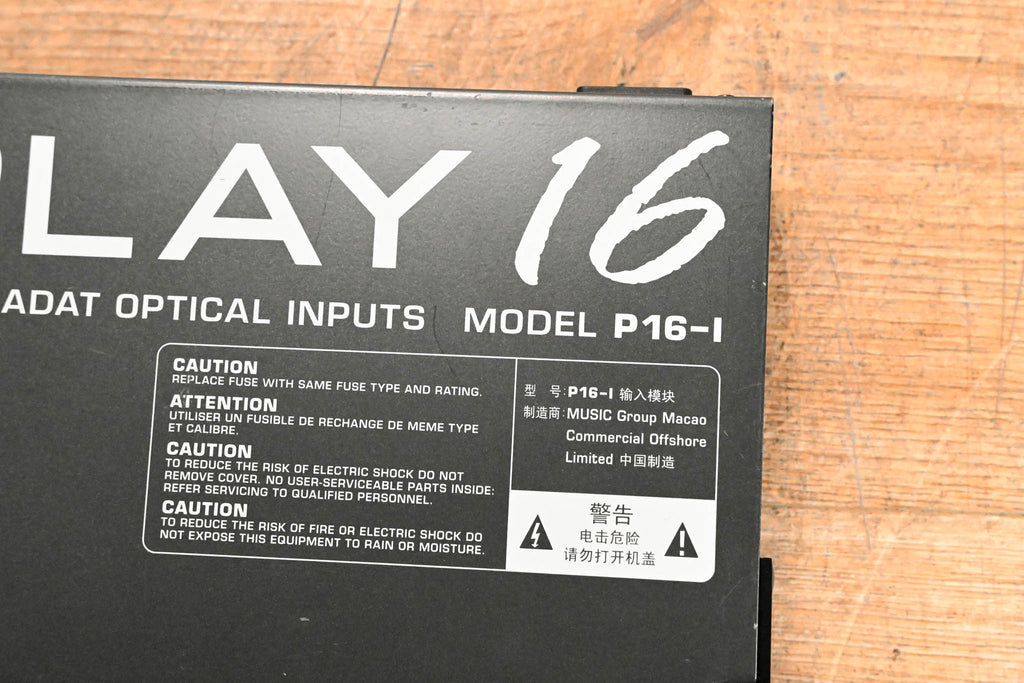 PLAY 16
ADAT OPTICAL INPUTS MODEL P16-I
CAUTION
REPLACE FUSE WITH SAME FUSE TYPE AND RATING.
ATTENTION
UTILISER UN FUSIBLE DE RECHANGE DE MEME TYPE
ET CALIBRE.
CAUTION
TO REDUCE THE RISK OF ELECTRIC SHOCK DO NOT
REMOVE COVER. NO USER-SERVICEABLE PARTS INSIDE:
REFER SERVICING TO QUALIFIED PERSONNEL.
CAUTION
TO REDUCE THE RISK OF FIRE OR ELECTRIC SHOCK DO
NOT EXPOSE THIS EQUIPMENT TO RAIN OR MOISTURE.
型 号: P16-I 输入模块
制造商: MUSIC Group Macao
Commercial Offshore
Limited 中国制造
警告
电击危险
请勿打开机盖